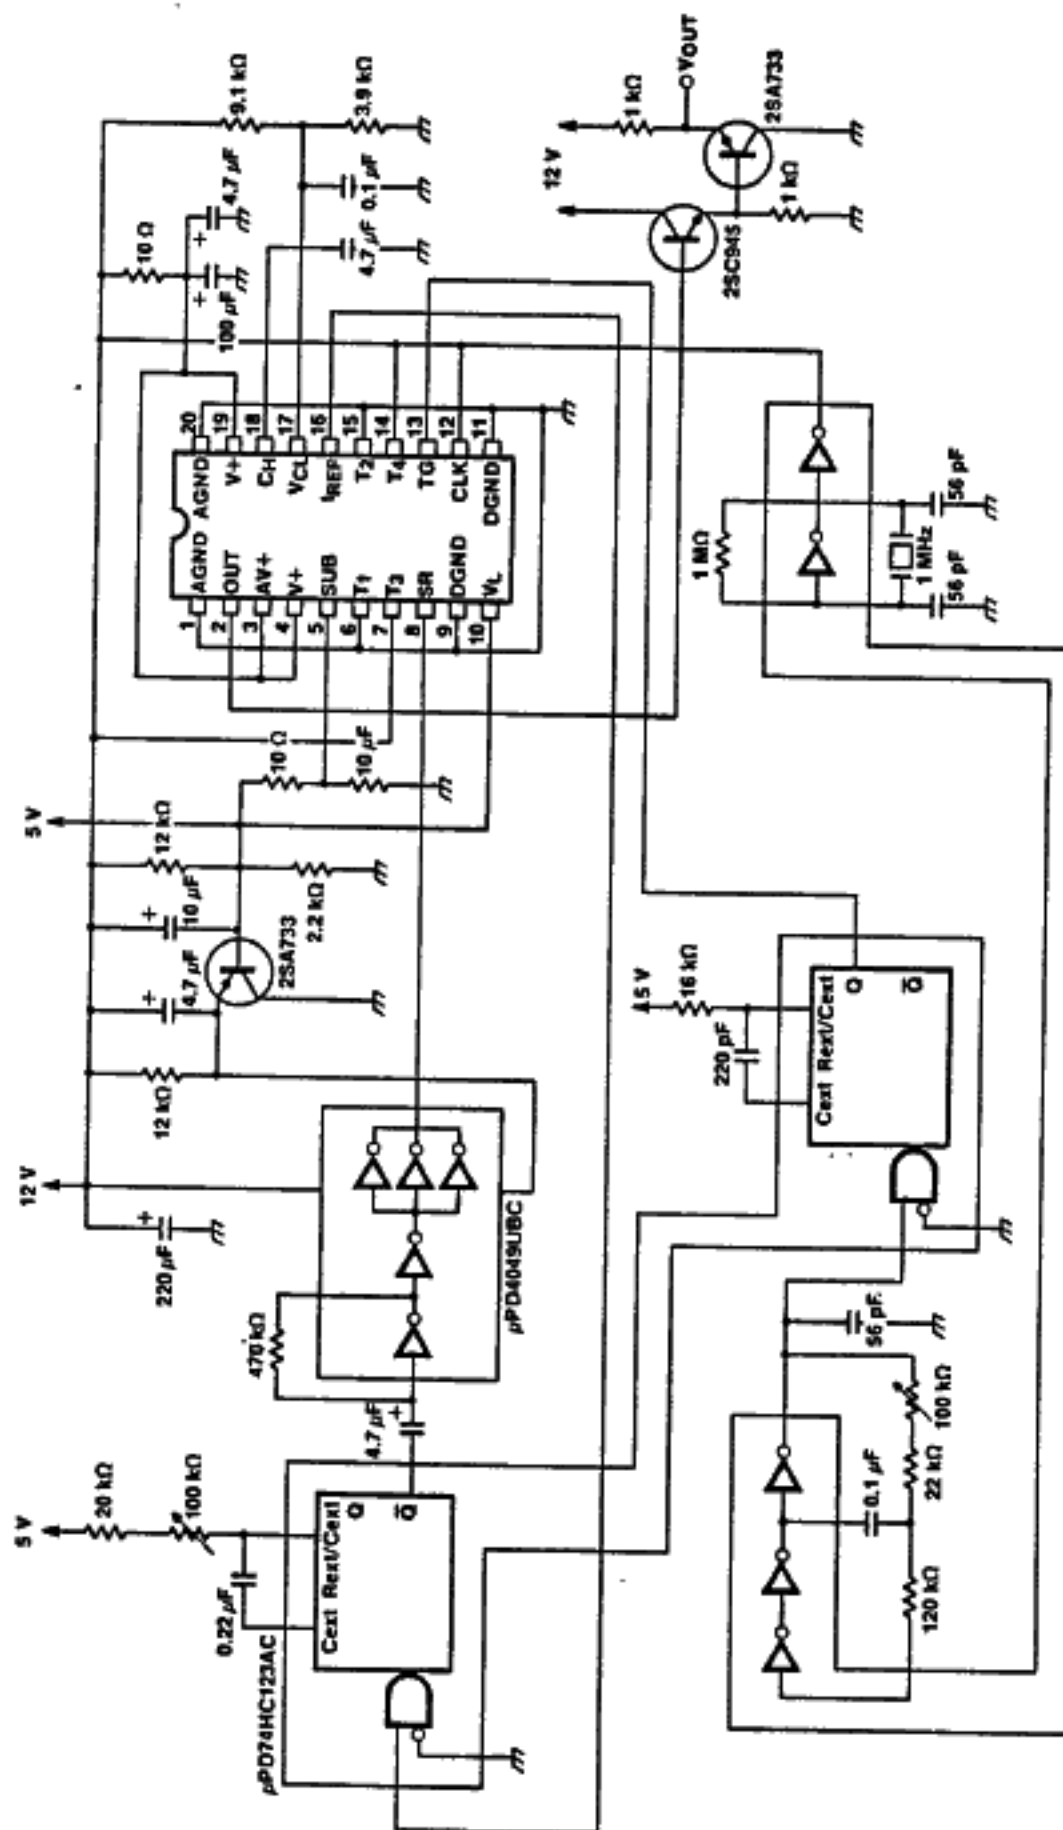 5 V
20 kΩ
100 kΩ
0.22 µF
µPD74HC123AC
Cext Rext/Cext
Q
Q̅
4.7 µF
+
470 kΩ
µPD4049UBC
12 V
220 µF
+
12 kΩ
4.7 µF
+
10 µF
+
2SA733
12 kΩ
2.2 kΩ
5 V
10 Ω
10 µF
1 AGND
2 OUT
3 AV+
4 V+
5 SUB
6 T1
7 T3
8 SR
9 DGND
10 VL
AGND 20
V+ 19
CH 18
VCL 17
16
T2 15
T4 14
TG 13
CLK 12
DGND 11
10 Ω
100 µF
+
4.7 µF
+
9.1 kΩ
3.9 kΩ
0.1 µF
4.7 µF
12 V
1 kΩ
VOUT
2SA733
2SC945
1 kΩ
5 V
16 kΩ
220 pF
Cext Rext/Cext
Q
Q̅
1 MΩ
1 MHz
56 pF
56 pF
56 pF
100 kΩ
22 kΩ
0.1 µF
120 kΩ